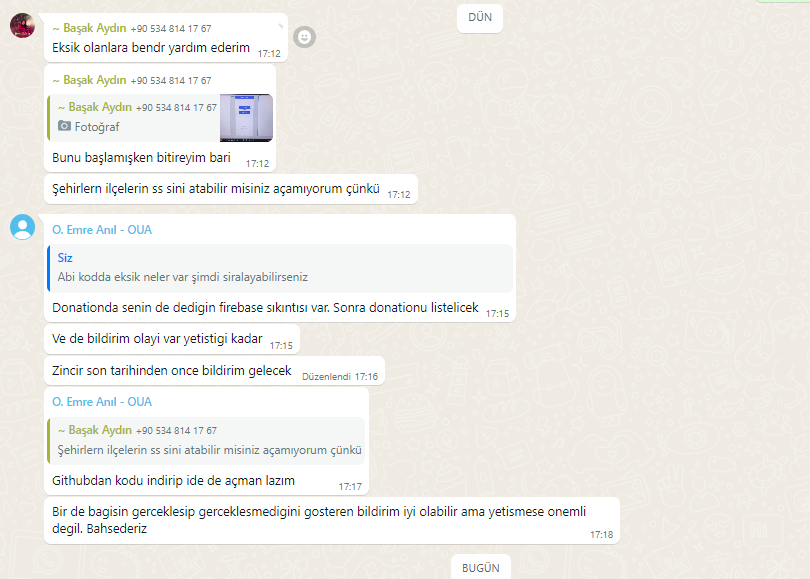 DÜN
~ Başak Aydın +90 534 814 17 67
Eksik olanlara bendr yardım ederim 17:12
~ Başak Aydın +90 534 814 17 67
~ Başak Aydın +90 534 814 17 67
Fotoğraf
Bunu başlamışken bitireyim bari 17:12
Şehirlern ilçelerin ss sini atabilir misiniz açamıyorum çünkü 17:12
O. Emre Anıl - OUA
Siz
Abi kodda eksik neler var şimdi siralayabilirseniz
Donationda senin de dedigin firebase sıkıntısı var. Sonra donationu listelicek 17:15
Ve de bildirim olayi var yetistigi kadar 17:15
Zincir son tarihinden once bildirim gelecek Düzenlendi 17:16
O. Emre Anıl - OUA
~ Başak Aydın +90 534 814 17 67
Şehirlern ilçelerin ss sini atabilir misiniz açamıyorum çünkü
Githubdan kodu indirip ide de açman lazım 17:17
Bir de bagisin gerceklesip gerceklesmedigini gosteren bildirim iyi olabilir ama yetismese onemli
degil. Bahsederiz 17:18
BUGÜN